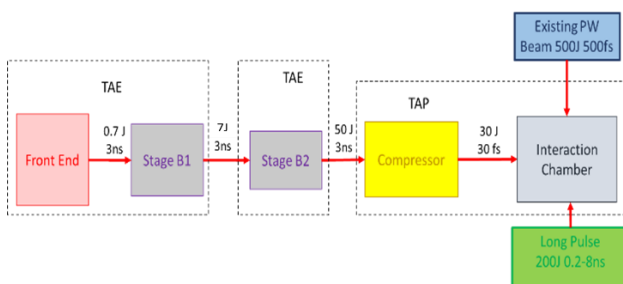 Existing PW
Beam 500J 500fs
TAE
TAE
TAP
0.7 J
3ns
7J
3ns
50 J
3ns
30 J
30 fs
Front End
Stage B1
Stage B2
Compressor
Interaction
Chamber
Long Pulse
200J 0.2-8ns